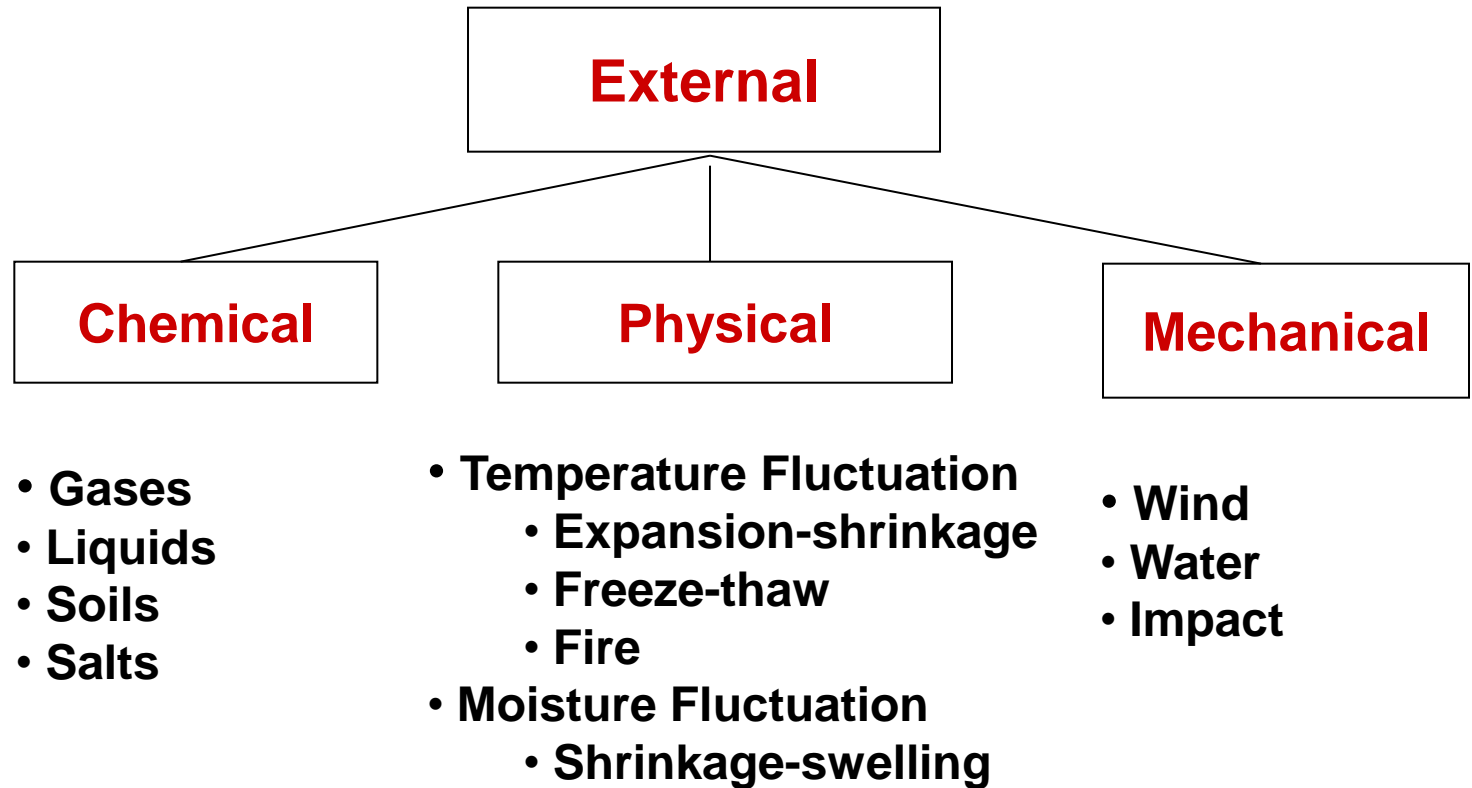 External
Chemical
Physical
Mechanical
• Gases
• Liquids
• Soils
• Salts
• Temperature Fluctuation
• Expansion-shrinkage
• Freeze-thaw
• Fire
• Moisture Fluctuation
• Shrinkage-swelling
• Wind
• Water
• Impact